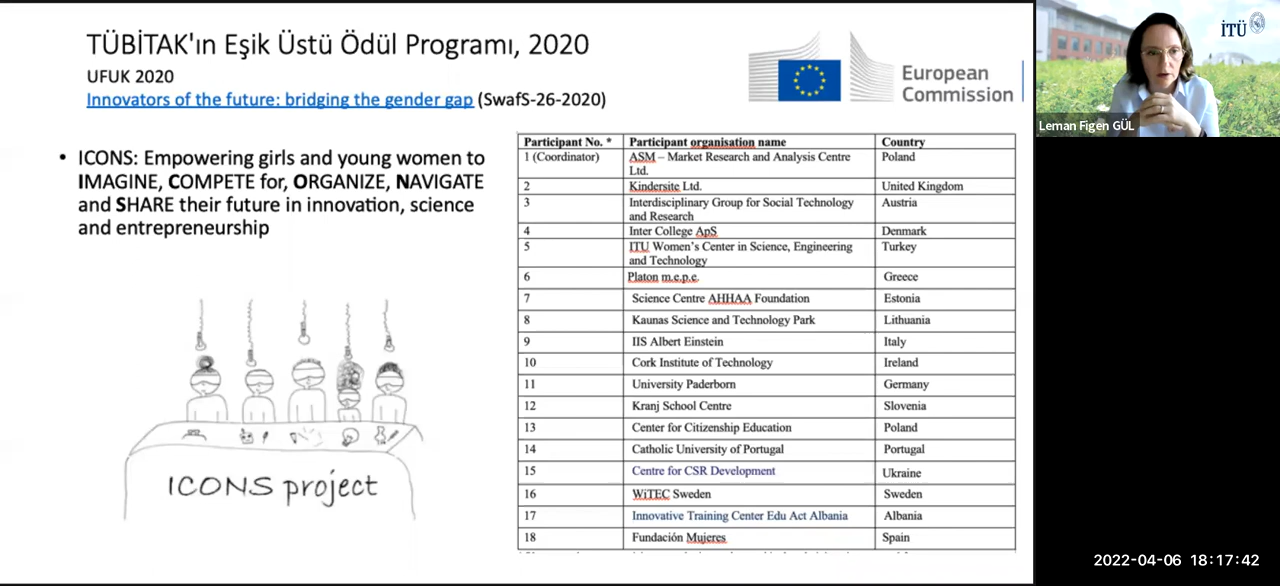 TÜBİTAK'ın Eşik Üstü Ödül Programı, 2020
UFUK 2020
Innovators of the future: bridging the gender gap (SwafS-26-2020)
European
Commission
• ICONS: Empowering girls and young women to
IMAGINE, COMPETE for, ORGANIZE, NAVIGATE
and SHARE their future in innovation, science
and entrepreneurship
ICONS project
Participant No. * Participant organisation name Country
1 (Coordinator) ASM – Market Research and Analysis Centre Poland
Ltd.
2 Kindersite Ltd. United Kingdom
3 Interdisciplinary Group for Social Technology Austria
and Research
4 Inter College ApS Denmark
5 ITU Women's Center in Science, Engineering Turkey
and Technology
6 Platon m.e.p.e. Greece
7 Science Centre AHHAA Foundation Estonia
8 Kaunas Science and Technology Park Lithuania
9 IIS Albert Einstein Italy
10 Cork Institute of Technology Ireland
11 University Paderborn Germany
12 Kranj School Centre Slovenia
13 Center for Citizenship Education Poland
14 Catholic University of Portugal Portugal
15 Centre for CSR Development Ukraine
16 WiTEC Sweden Sweden
17 Innovative Training Center Edu Act Albania Albania
18 Fundación Mujeres Spain
İTÜ
Leman Figen GÜL
2022-04-06 18:17:42